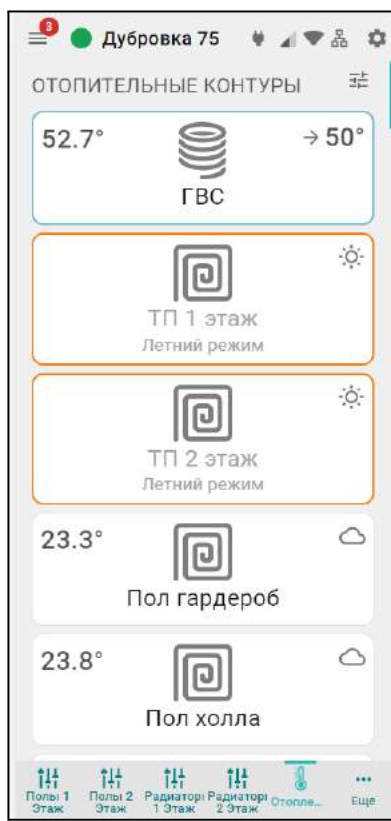 3
Дубровка 75
ОТОПИТЕЛЬНЫЕ КОНТУРЫ
52.7°
→ 50°
ГВС
ТП 1 этаж
Летний режим
ТП 2 этаж
Летний режим
23.3°
Пол гардероб
23.8°
Пол холла
Полы 1
Этаж
Полы 2
Этаж
Радиаторы
1 Этаж
Радиаторы
2 Этаж
Отопле...
Еще